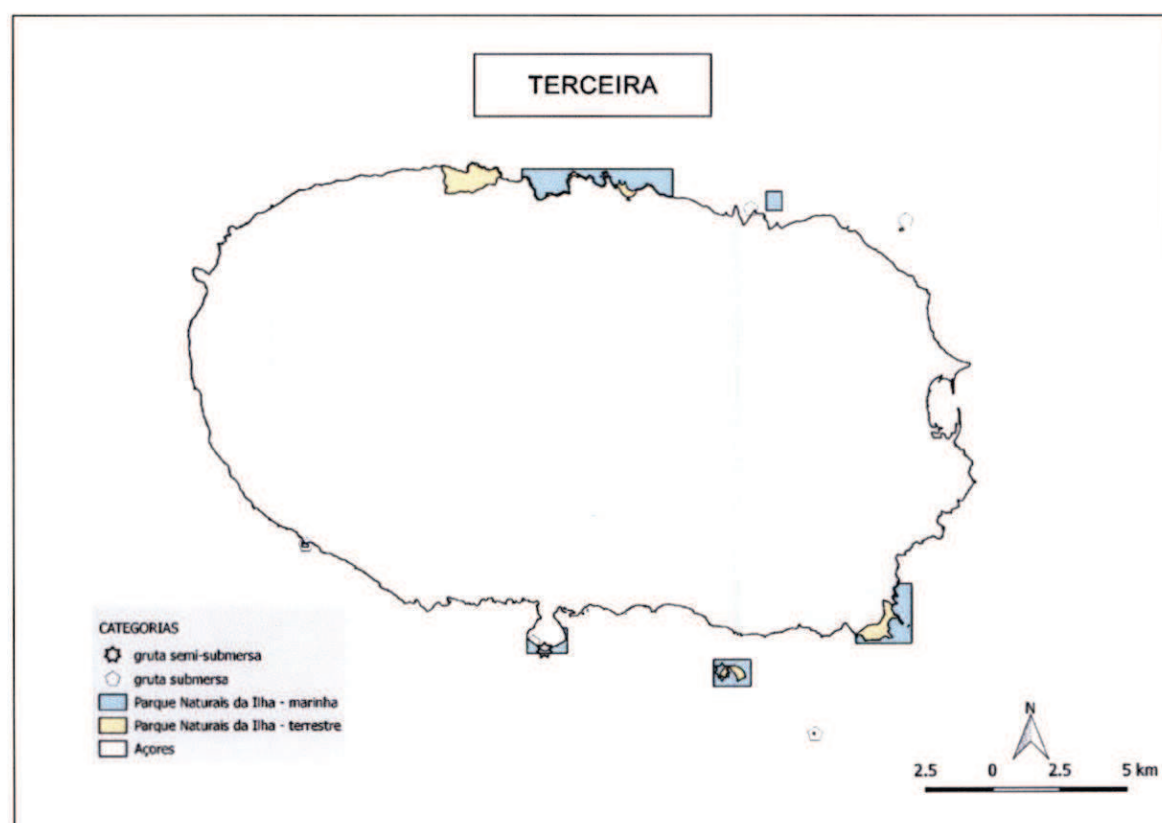 TERCEIRA
CATEGORIAS
gruta semi-submersa
gruta submersa
Parque Naturais da Ilha - marinha
Parque Naturais da Ilha - terrestre
Açores
N
2.5 0 2.5 5 km